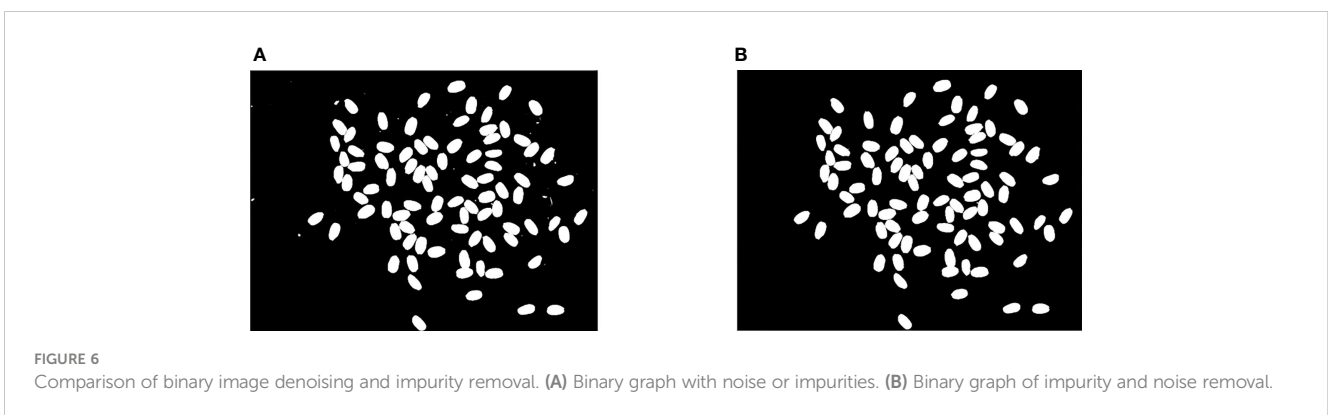 A
B
FIGURE 6
Comparison of binary image denoising and impurity removal. (A) Binary graph with noise or impurities. (B) Binary graph of impurity and noise removal.